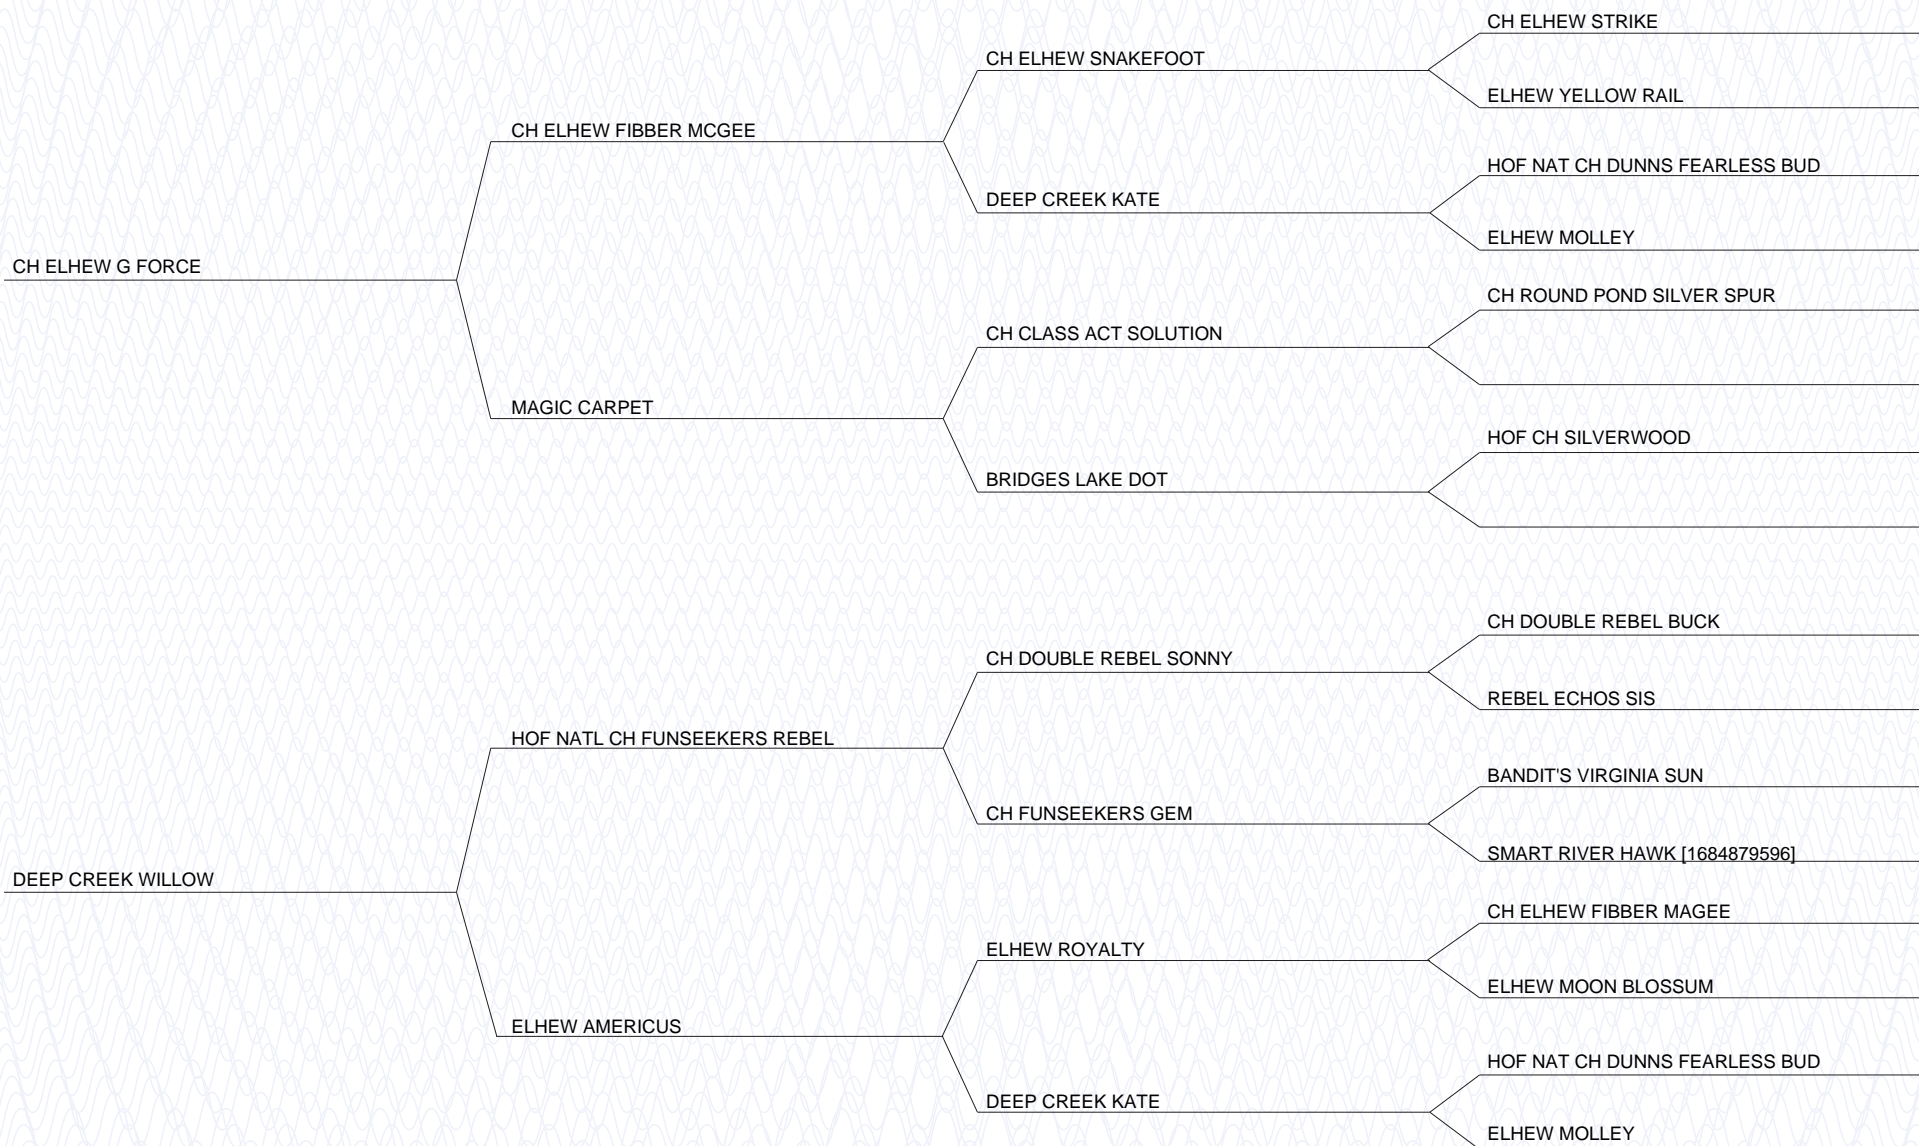 CH ELHEW STRIKE
CH ELHEW SNAKEFOOT
ELHEW YELLOW RAIL
CH ELHEW FIBBER MCGEE
HOF NAT CH DUNNS FEARLESS BUD
DEEP CREEK KATE
ELHEW MOLLEY
CH ELHEW G FORCE
CH ROUND POND SILVER SPUR
CH CLASS ACT SOLUTION
MAGIC CARPET
HOF CH SILVERWOOD
BRIDGES LAKE DOT
CH DOUBLE REBEL BUCK
CH DOUBLE REBEL SONNY
REBEL ECHOS SIS
HOF NATL CH FUNSEEKERS REBEL
BANDIT'S VIRGINIA SUN
CH FUNSEEKERS GEM
SMART RIVER HAWK [1684879596]
DEEP CREEK WILLOW
CH ELHEW FIBBER MAGEE
ELHEW ROYALTY
ELHEW MOON BLOSSUM
ELHEW AMERICUS
HOF NAT CH DUNNS FEARLESS BUD
DEEP CREEK KATE
ELHEW MOLLEY